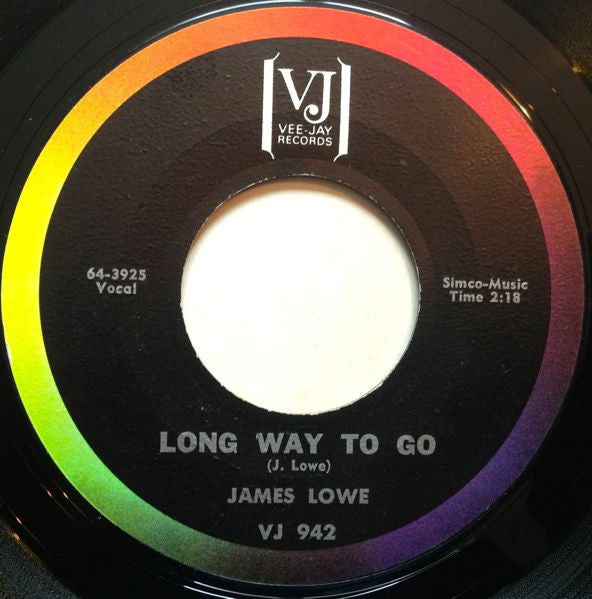 VJ
VEE-JAY
RECORDS
64-3925
Vocal
Simco-Music
Time 2:18
LONG WAY TO GO
(J. Lowe)
JAMES LOWE
VJ 942